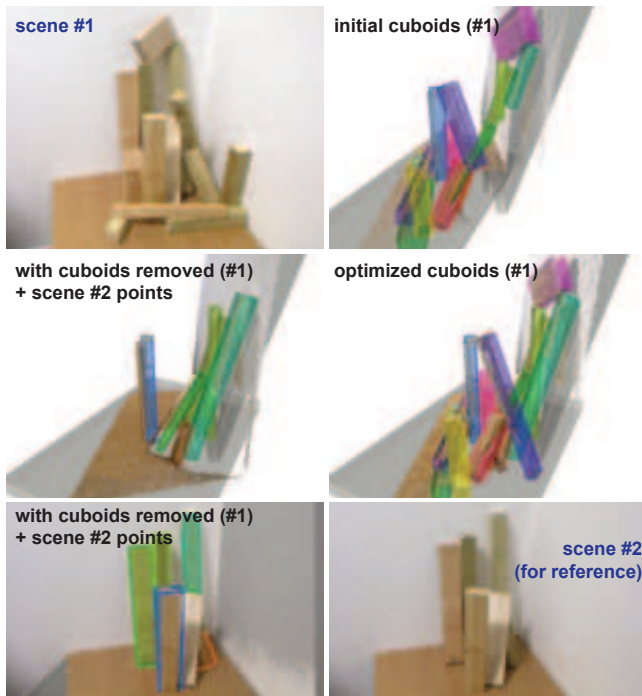 scene #1
initial cuboids (#1)
with cuboids removed (#1)
+ scene #2 points
optimized cuboids (#1)
with cuboids removed (#1)
+ scene #2 points
scene #2
(for reference)